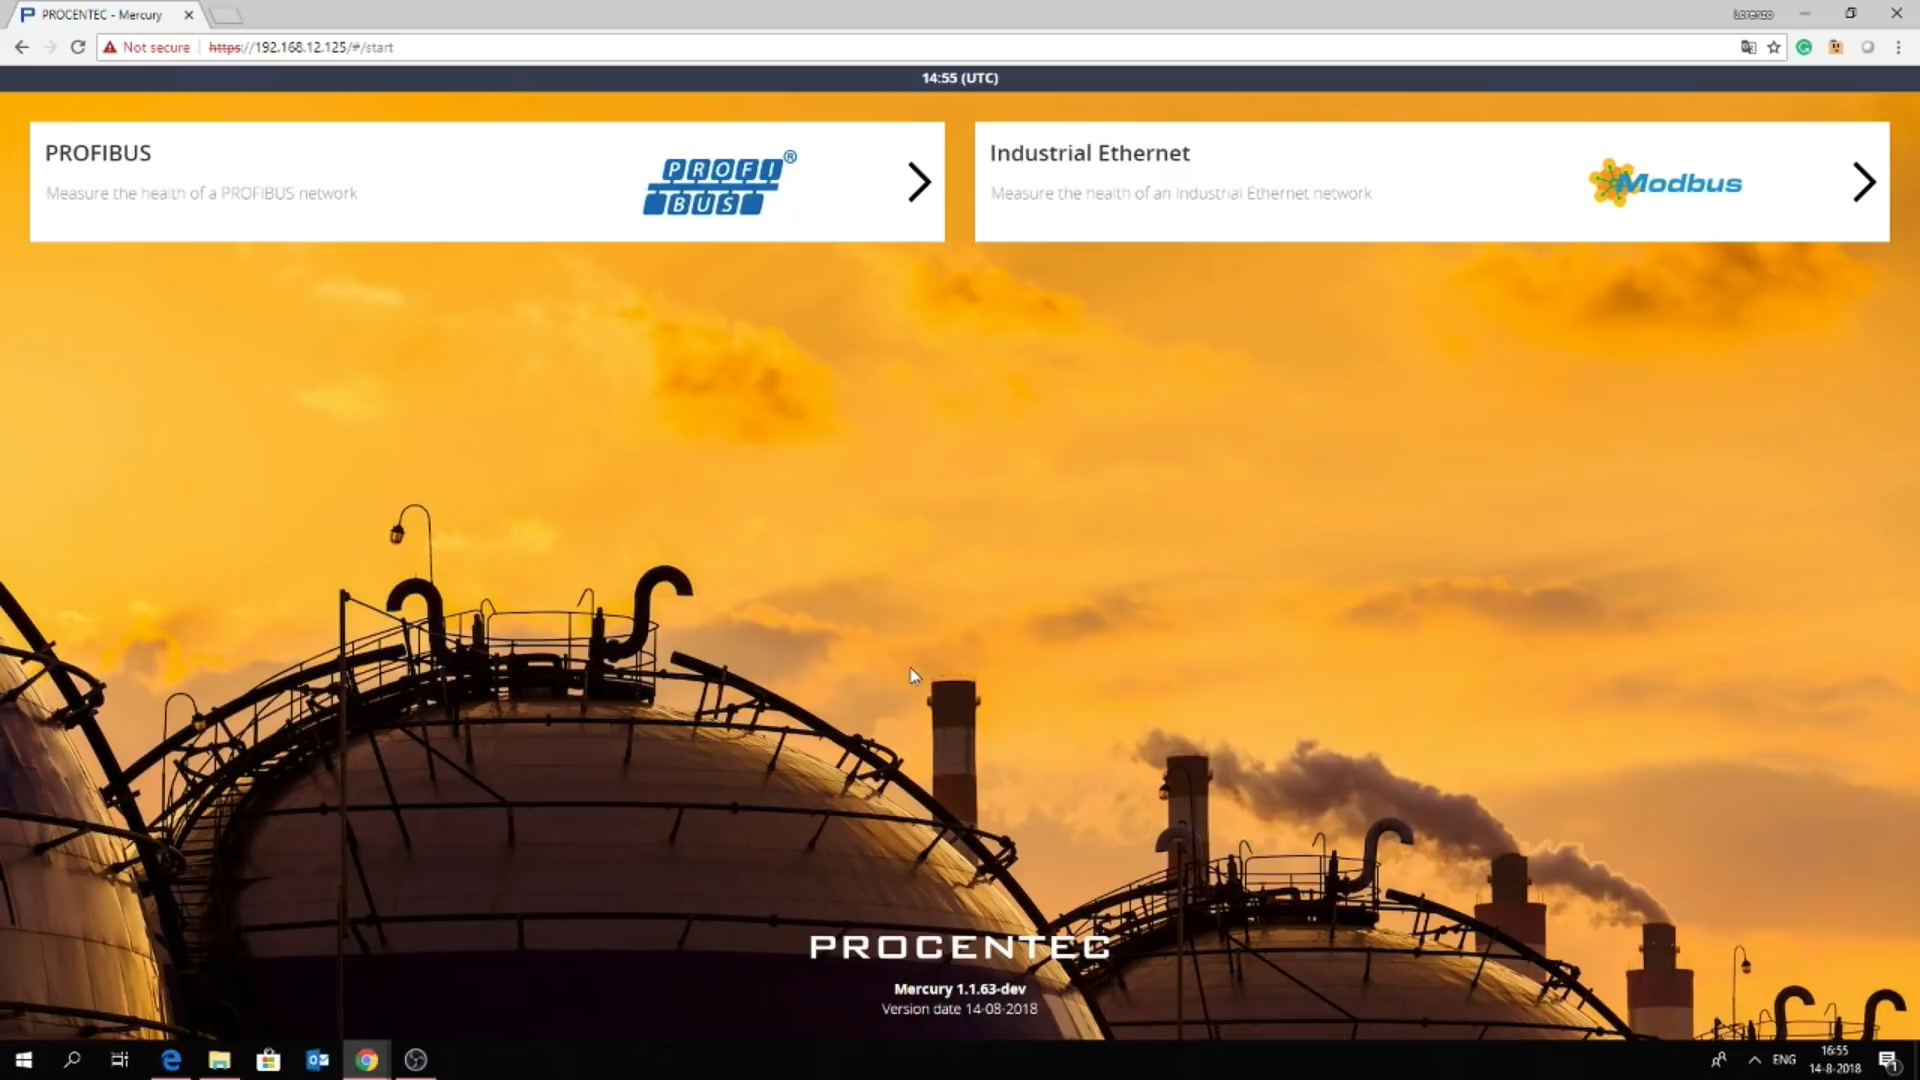 PROCENTEC - Mercury
Lorenzo
Not secure
https://192.168.12.125/#/start
14:55 (UTC)
PROFIBUS
Measure the health of a PROFIBUS network
PROFI®
BUS
Industrial Ethernet
Measure the health of an Industrial Ethernet network
Modbus
PROCENTEC
Mercury 1.1.63-dev
Version date 14-08-2018
ENG
16:55
14-8-2018
1